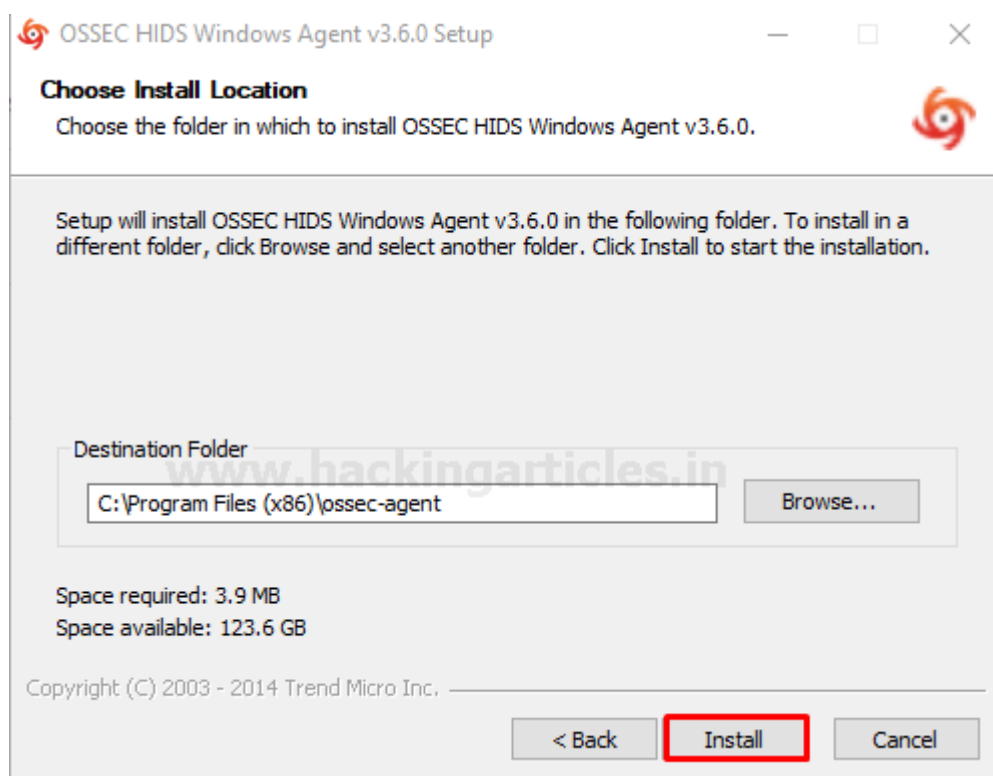 OSSEC HIDS Windows Agent v3.6.0 Setup
Choose Install Location
Choose the folder in which to install OSSEC HIDS Windows Agent v3.6.0.
Setup will install OSSEC HIDS Windows Agent v3.6.0 in the following folder. To install in a
different folder, click Browse and select another folder. Click Install to start the installation.
Destination Folder
www.hackingarticles.in
C:\Program Files (x86)\ossec-agent
Browse...
Space required: 3.9 MB
Space available: 123.6 GB
Copyright (C) 2003 - 2014 Trend Micro Inc.
< Back
Install
Cancel